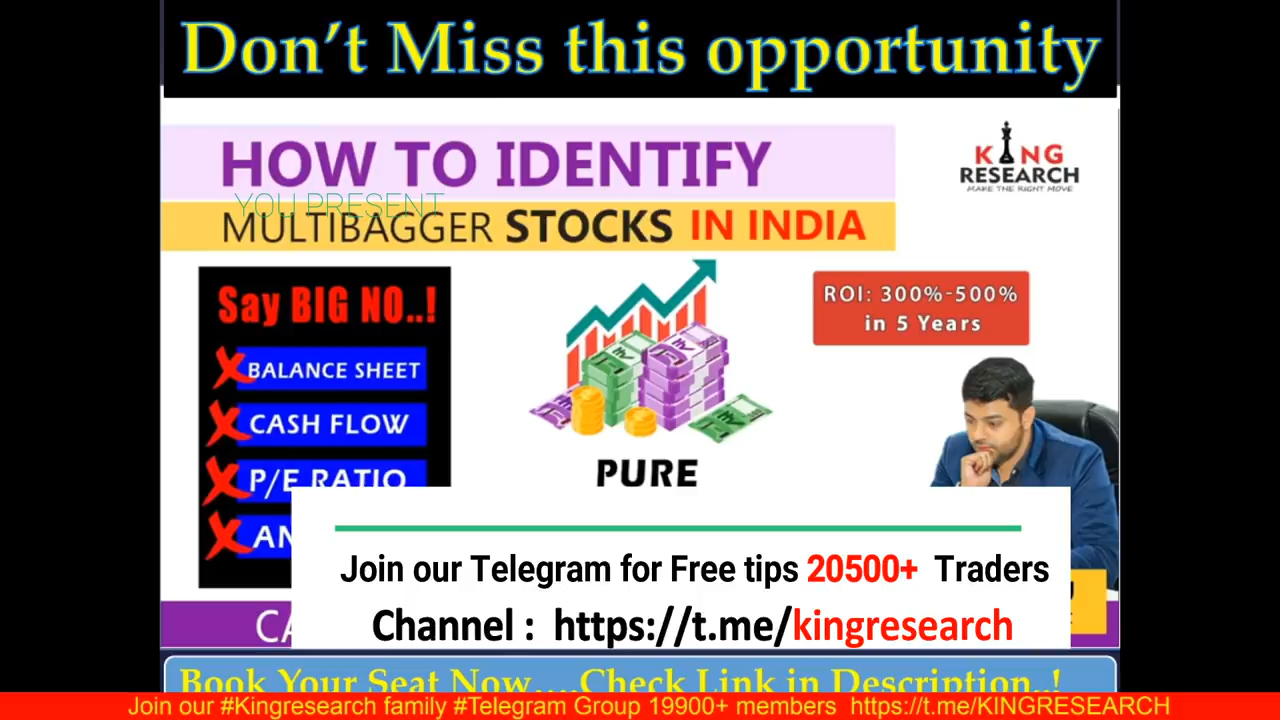 Don't Miss this opportunity
HOW TO IDENTIFY
YOU PRESENT
MULTIBAGGER STOCKS IN INDIA
KING
RESEARCH
MAKE THE RIGHT MOVE
Say BIG NO..!
BALANCE SHEET
CASH FLOW
P/E RATIO
AN
ROI: 300%-500%
in 5 Years
PURE
Join our Telegram for Free tips 20500+ Traders
Channel : https://t.me/kingresearch
CA
Book Your Seat Now....Check Link in Description..!
Join our #Kingresearch family #Telegram Group 19900+ members https://t.me/KINGRESEARCH